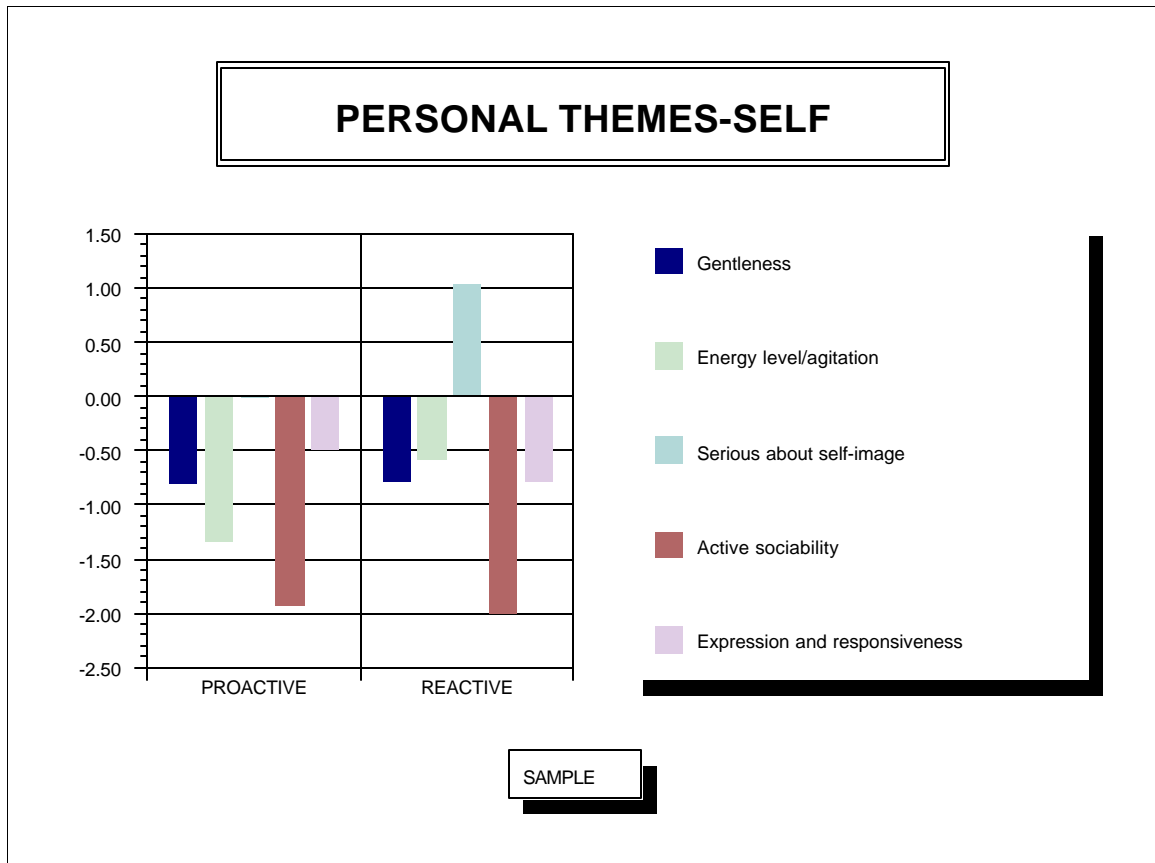 PERSONAL THEMES-SELF
1.50
1.00
0.50
0.00
-0.50
-1.00
-1.50
-2.00
-2.50
PROACTIVE
REACTIVE
Gentleness
Energy level/agitation
Serious about self-image
Active sociability
Expression and responsiveness
SAMPLE